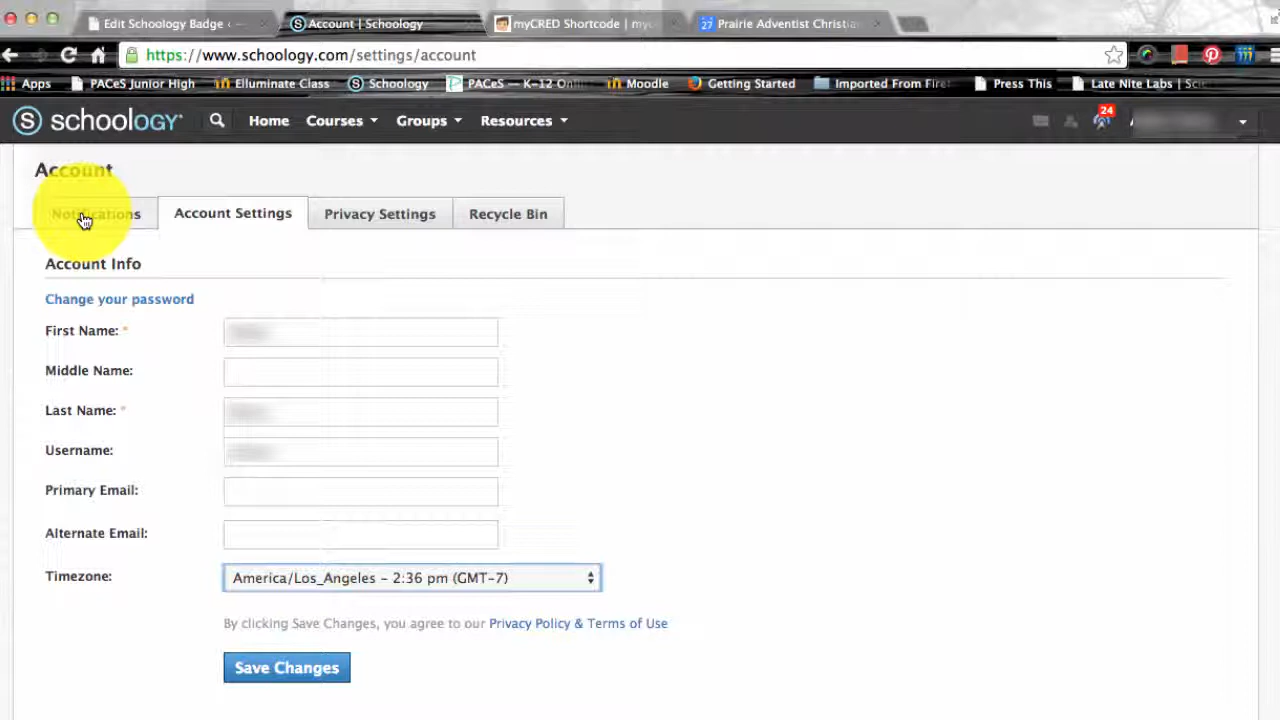 Edit Schoology Badge ‹ —
Account | Schoology
myCRED Shortcode | my
Prairie Adventist Christia
https://www.schoology.com/settings/account
Apps PACeS Junior High Elluminate Class Schoology PACeS — K-12 Onli Moodle Getting Started Imported From Fire Press This Late Nite Labs | Sci
schoology Home Courses Groups Resources 24
Account
Notifications Account Settings Privacy Settings Recycle Bin
Account Info
Change your password
First Name: *
Middle Name:
Last Name: *
Username:
Primary Email:
Alternate Email:
Timezone: America/Los_Angeles - 2:36 pm (GMT-7)
By clicking Save Changes, you agree to our Privacy Policy & Terms of Use
Save Changes